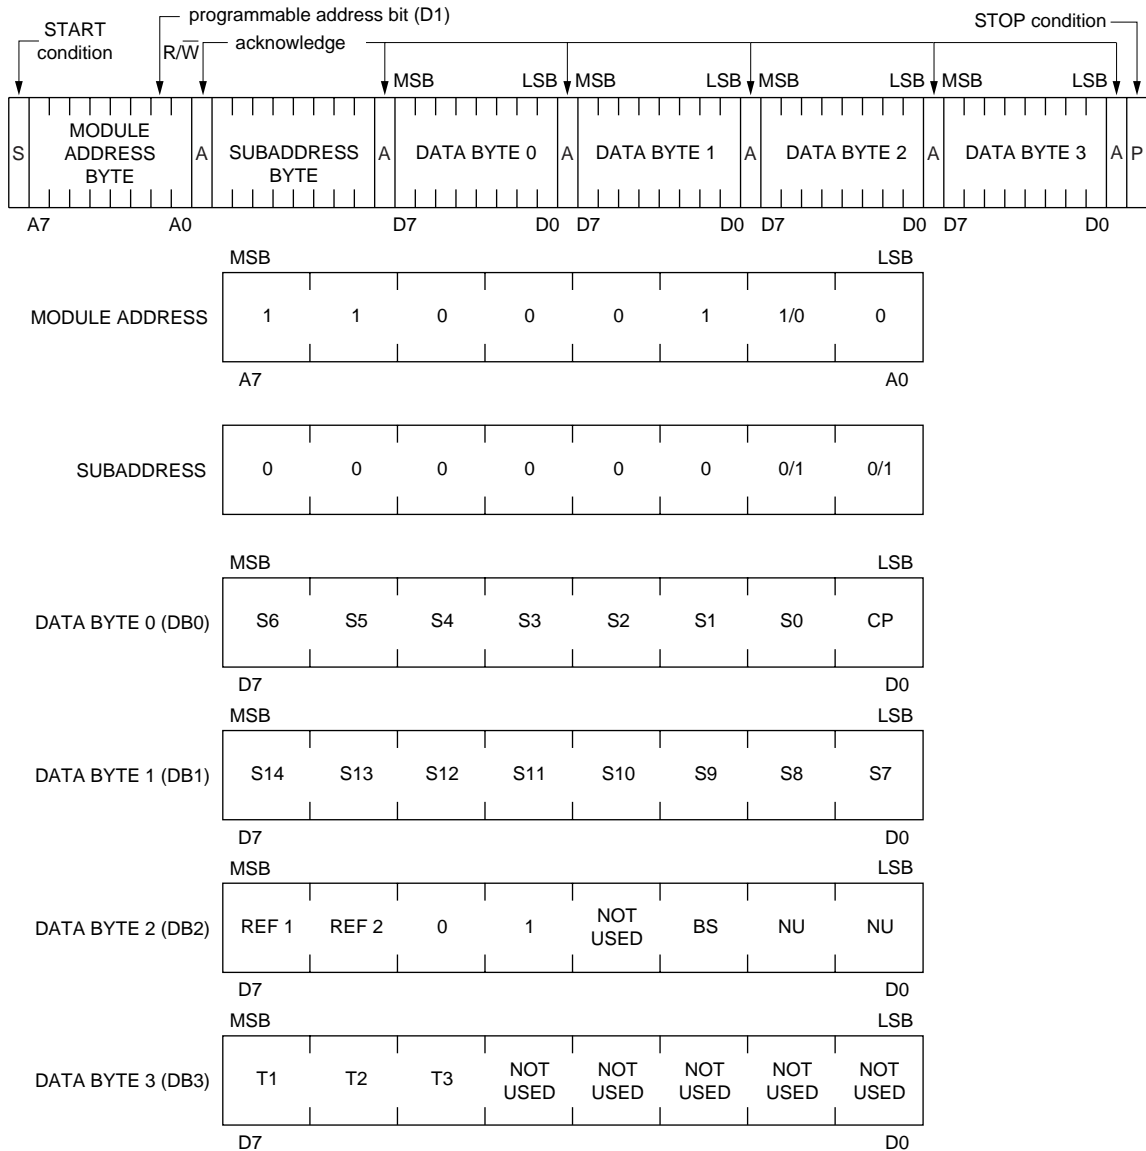 programmable address bit (D1)
START condition
R/W
acknowledge
STOP condition
MSB LSB MSB LSB MSB LSB MSB LSB
S MODULE ADDRESS BYTE A SUBADDRESS BYTE A DATA BYTE 0 A DATA BYTE 1 A DATA BYTE 2 A DATA BYTE 3 A P
A7 A0 D7 D0 D7 D0 D7 D0 D7 D0
MSB LSB
MODULE ADDRESS 1 1 0 0 0 1 1/0 0
A7 A0
SUBADDRESS 0 0 0 0 0 0 0/1 0/1
MSB LSB
DATA BYTE 0 (DB0) S6 S5 S4 S3 S2 S1 S0 CP
D7 D0
MSB LSB
DATA BYTE 1 (DB1) S14 S13 S12 S11 S10 S9 S8 S7
D7 D0
MSB LSB
DATA BYTE 2 (DB2) REF 1 REF 2 0 1 NOT USED BS NU NU
D7 D0
MSB LSB
DATA BYTE 3 (DB3) T1 T2 T3 NOT USED NOT USED NOT USED NOT USED NOT USED
D7 D0